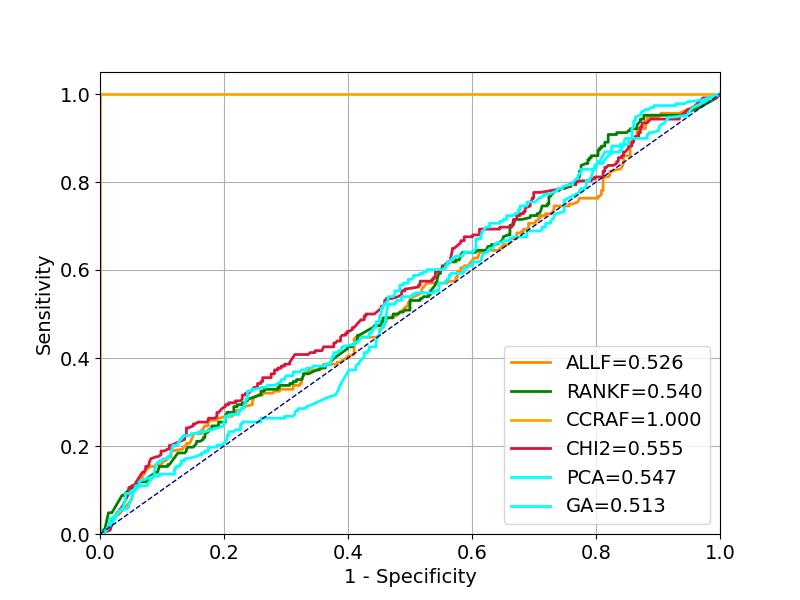 1.0
0.8
0.6
0.4
0.2
0.0
Sensitivity
ALLF=0.526
RANKF=0.540
CCRAF=1.000
CHI2=0.555
PCA=0.547
GA=0.513
0.0 0.2 0.4 0.6 0.8 1.0
1 - Specificity